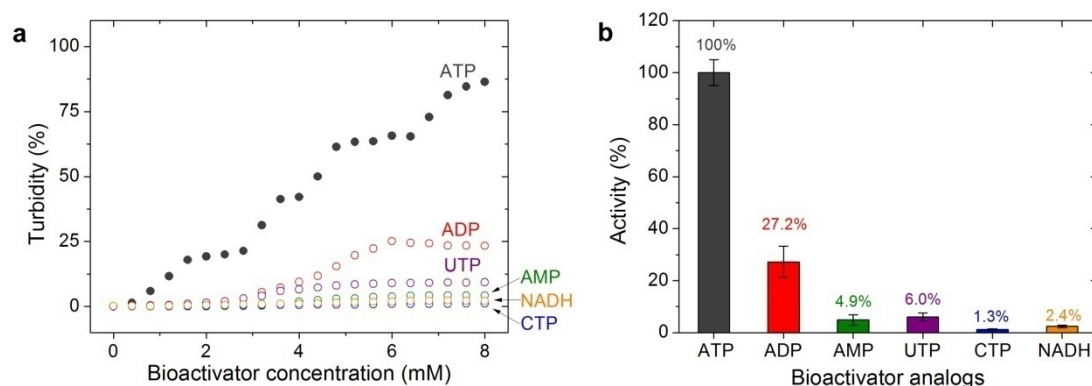 a
100
75
50
25
0
Turbidity (%)
ATP
ADP
UTP
AMP
NADH
CTP
0 2 4 6 8
Bioactivator concentration (mM)
b
120
100
80
60
40
20
0
Activity (%)
100%
27.2%
4.9%
6.0%
1.3%
2.4%
ATP ADP AMP UTP CTP NADH
Bioactivator analogs